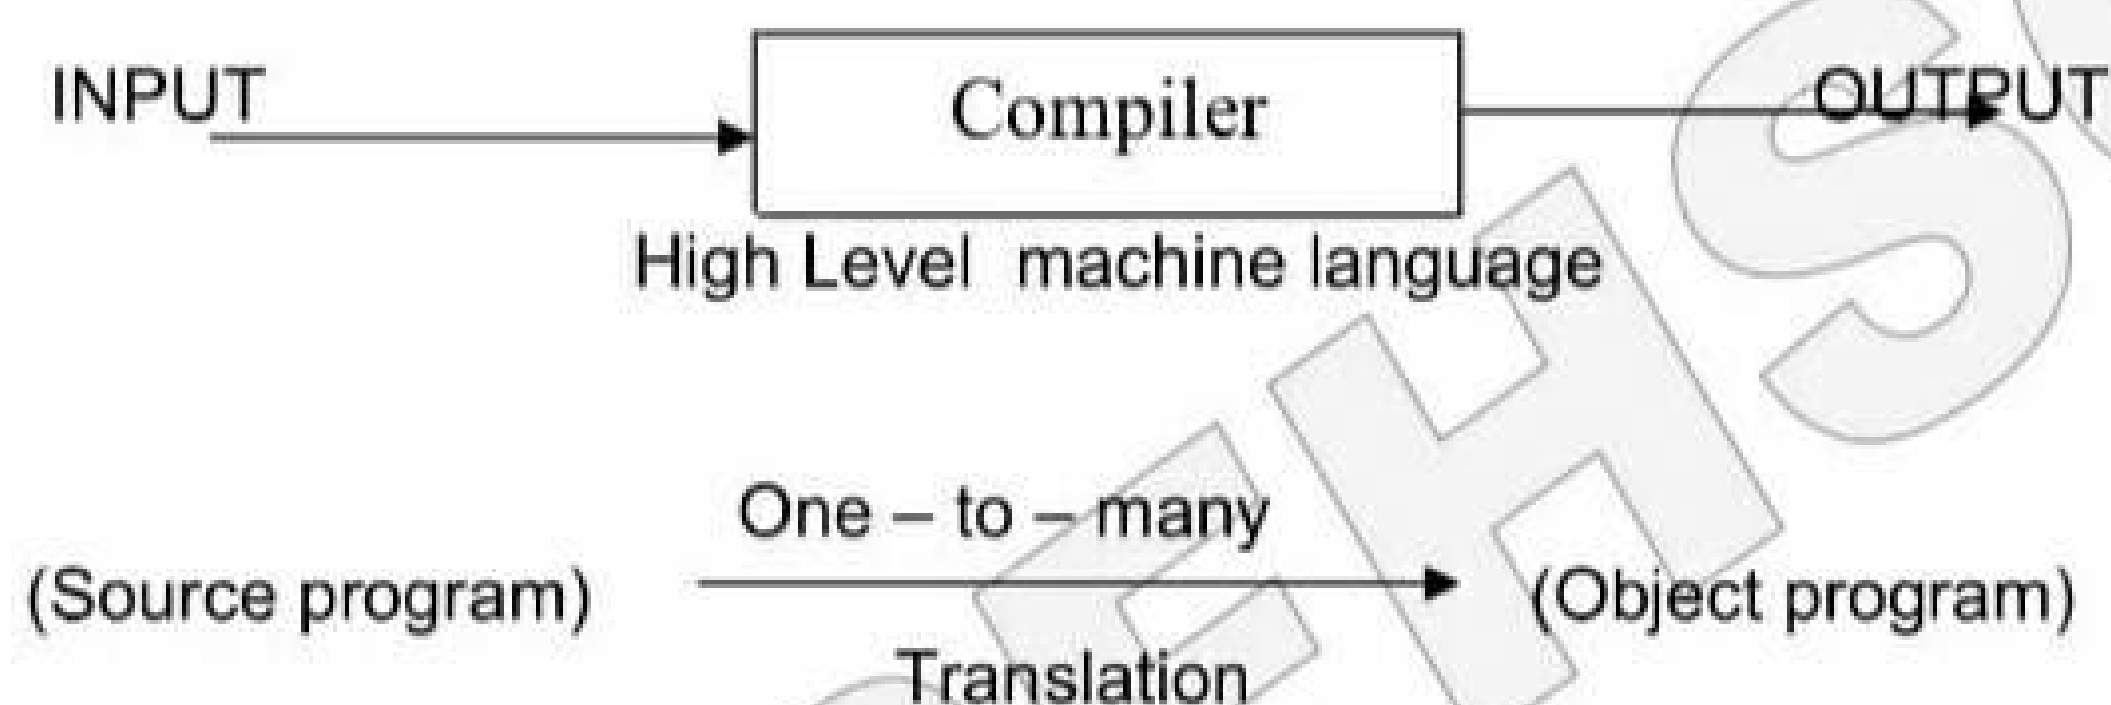 INPUT
Compiler
OUTPUT
High Level machine language
One – to – many
(Source program)
(Object program)
Translation